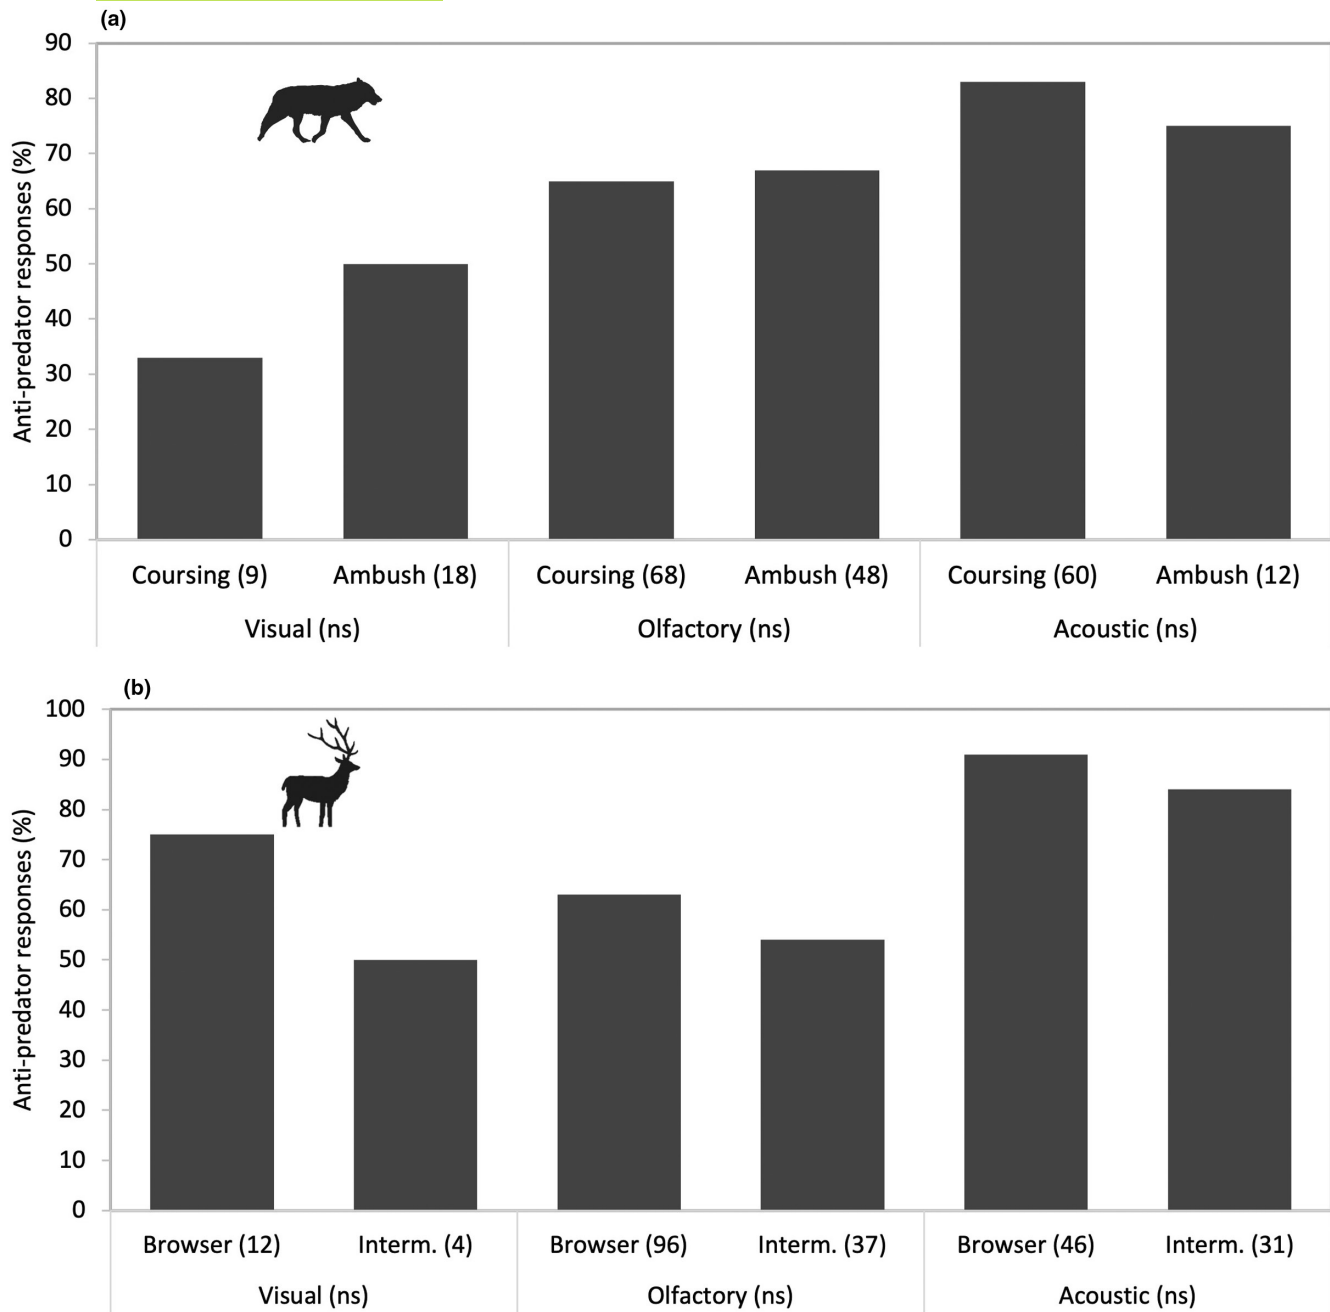 (a)
Anti-predator responses (%)
90
80
70
60
50
40
30
20
10
0
Coursing (9) Ambush (18) Coursing (68) Ambush (48) Coursing (60) Ambush (12)
Visual (ns) Olfactory (ns) Acoustic (ns)
(b)
Anti-predator responses (%)
100
90
80
70
60
50
40
30
20
10
0
Browser (12) Interm. (4) Browser (96) Interm. (37) Browser (46) Interm. (31)
Visual (ns) Olfactory (ns) Acoustic (ns)